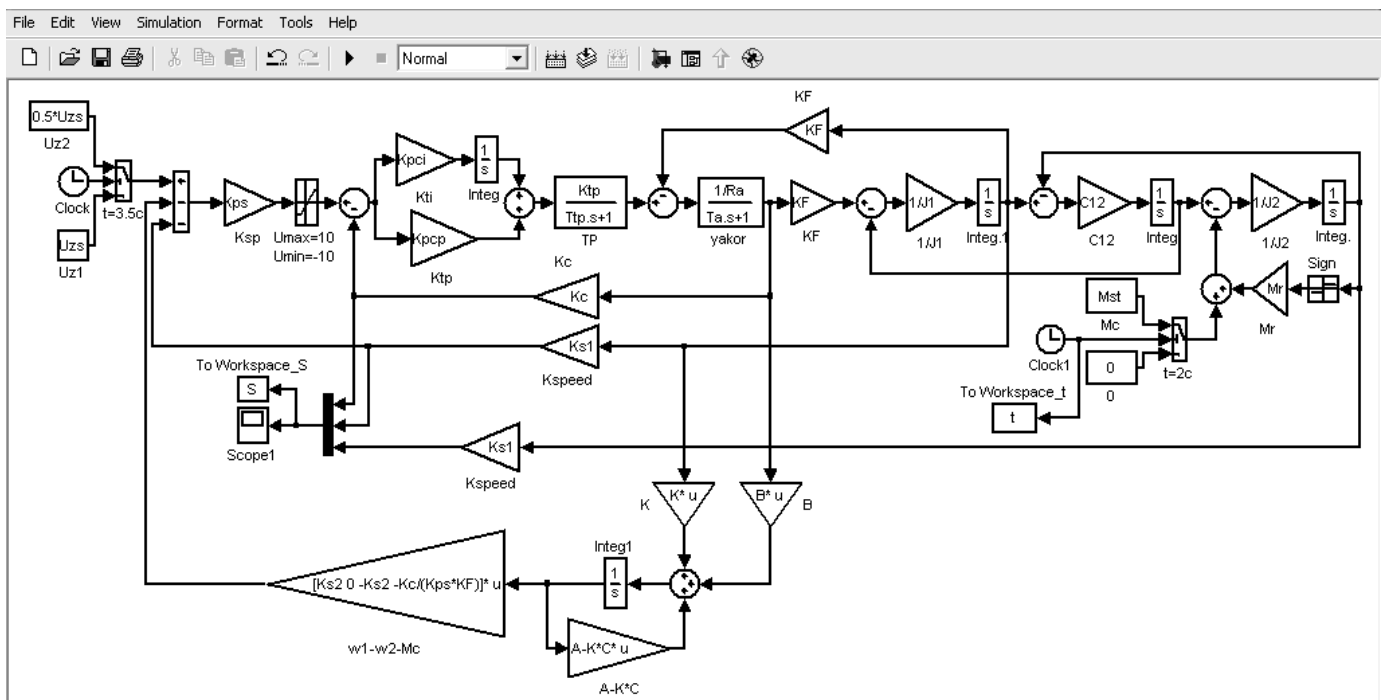 File Edit View Simulation Format Tools Help
Normal
0.5*Uzs
Uz2
Clock
t=3.5c
Uzs
Uz1
Kps
Ksp
Umax=10
Umin=-10
Kpci
Kti
1
s
Integ
Kpcp
Ktp
Ktp
Ttp.s+1
TP
KF
KF
1/Ra
Ta.s+1
yakor
KF
KF
1/J1
1/J1
1
s
Integ.1
C12
C12
1
s
Integ
1/J2
1/J2
1
s
Integ.
Sign
Mr
Mr
Kc
Kc
Mst
Mc
Clock1
0
0
t=2c
To Workspace_t
t
Ks1
Kspeed
To Workspace_S
S
Scope1
Ks1
Kspeed
K* u
K
B* u
B
Integ1
1
s
[Ks2 0 -Ks2 -Kc/(Kps*KF)]* u
w1-w2-Mc
A-K*C* u
A-K*C